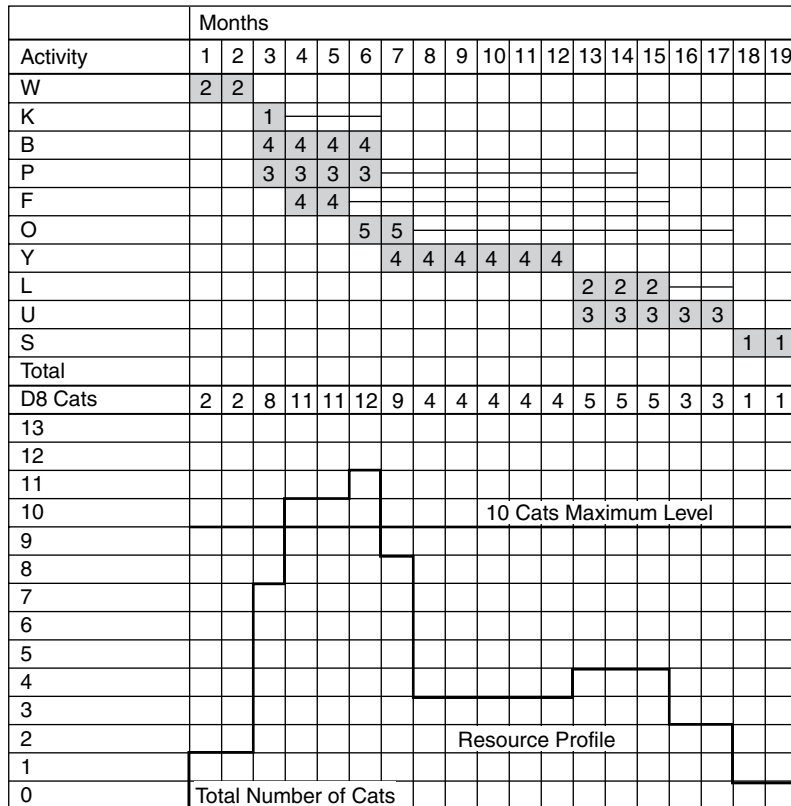 Months
Activity 1 2 3 4 5 6 7 8 9 10 11 12 13 14 15 16 17 18 19
W 2 2
K 1
B 4 4 4 4
P 3 3 3 3
F 4 4
O 5 5
Y 4 4 4 4 4 4
L 2 2 2
U 3 3 3 3 3
S 1 1
Total
D8 Cats 2 2 8 11 11 12 9 4 4 4 4 4 5 5 5 3 3 1 1
13
12
11
10 10 Cats Maximum Level
9
8
7
6
5
4
3
2 Resource Profile
1
0 Total Number of Cats